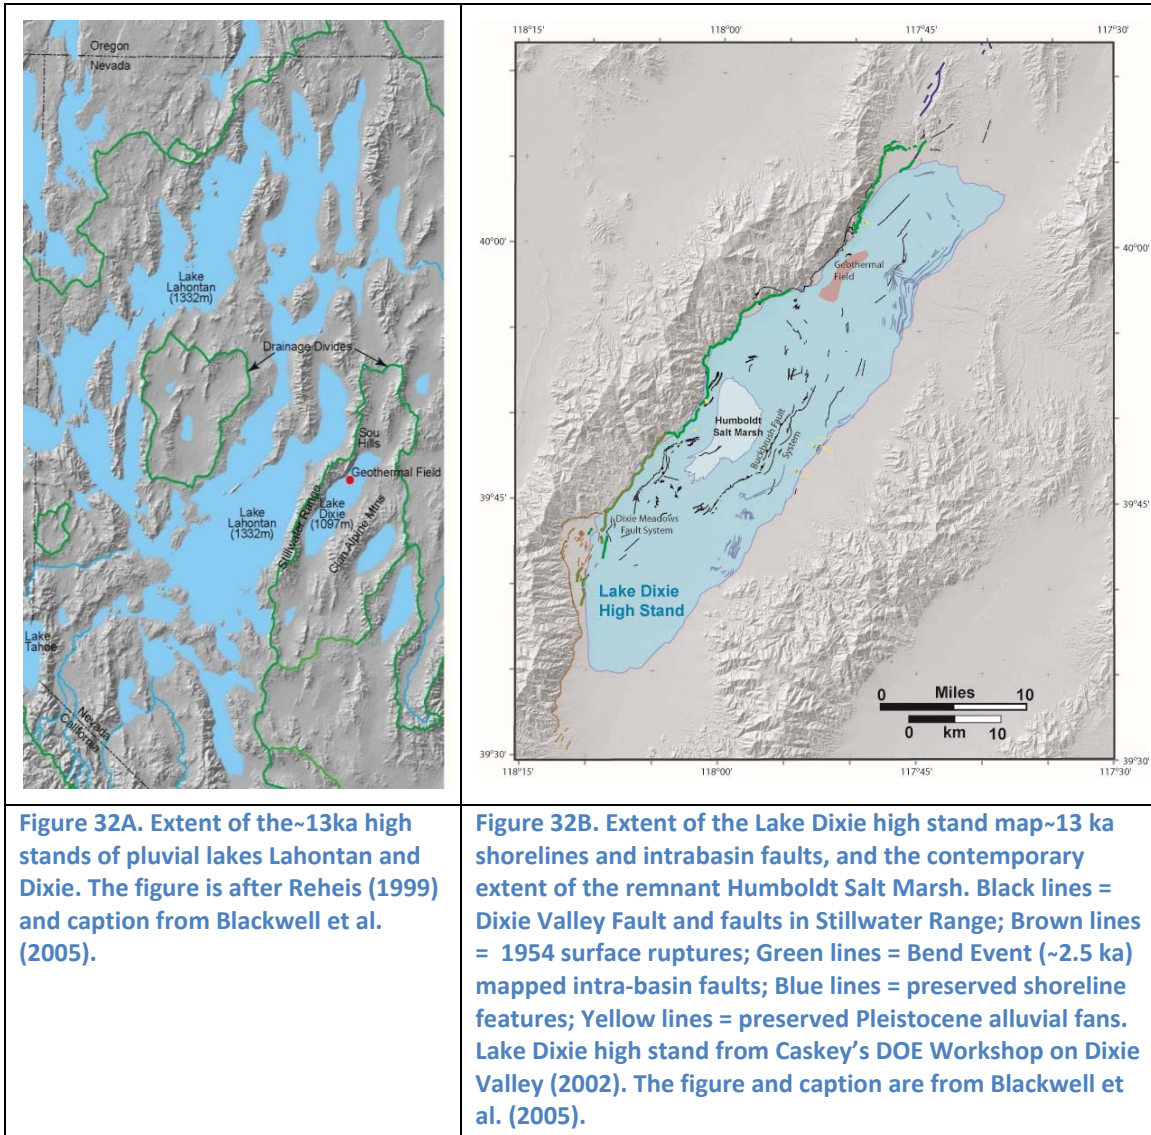 Oregon
Nevada
Lake
Lahontan
(1332m)
Drainage Divides
Sou
Hills
Geothermal Field
Lake
Lahontan
(1332m)
Stillwater Range
Lake
Dixie
(1097m)
Clan Alpine Mtns
Lake
Tahoe
Nevada
California
118°15'
118°00'
117°45'
117°30'
40°00'
40°00'
Geothermal
Field
Humboldt
Salt Marsh
Buckbrush Fault
System
39°45'
39°45'
Dixie Meadows
Fault System
Lake Dixie
High Stand
0 Miles 10
0 km 10
39°30'
39°30'
118°15'
118°00'
117°45'
117°30'
Figure 32A. Extent of the~13ka high
stands of pluvial lakes Lahontan and
Dixie. The figure is after Reheis (1999)
and caption from Blackwell et al.
(2005).
Figure 32B. Extent of the Lake Dixie high stand map~13 ka
shorelines and intrabasin faults, and the contemporary
extent of the remnant Humboldt Salt Marsh. Black lines =
Dixie Valley Fault and faults in Stillwater Range; Brown lines
= 1954 surface ruptures; Green lines = Bend Event (~2.5 ka)
mapped intra-basin faults; Blue lines = preserved shoreline
features; Yellow lines = preserved Pleistocene alluvial fans.
Lake Dixie high stand from Caskey's DOE Workshop on Dixie
Valley (2002). The figure and caption are from Blackwell et
al. (2005).